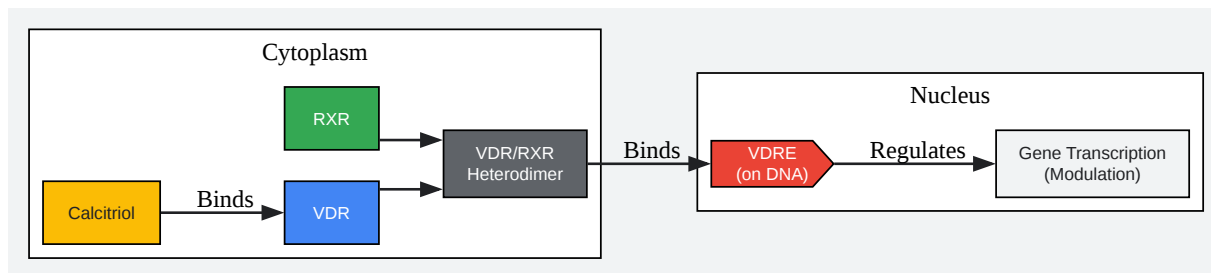 Cytoplasm
RXR
VDR/RXR
Heterodimer
Calcitriol
Binds
VDR
Binds
Nucleus
VDRE
(on DNA)
Regulates
Gene Transcription
(Modulation)